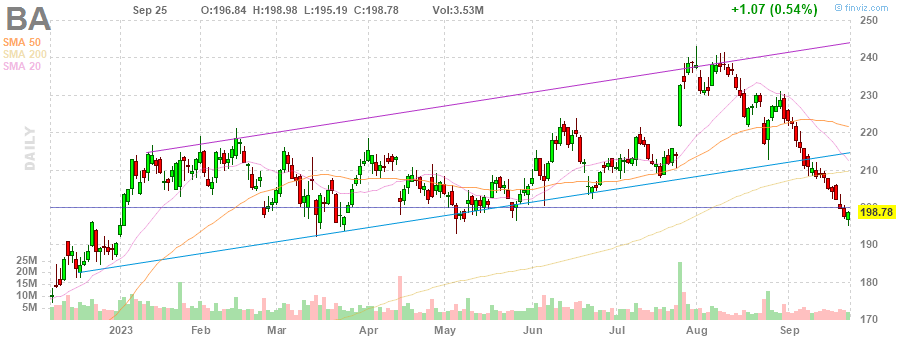 BA Sep 25 O:196.84 H:198.98 L:195.19 C:198.78 Vol:3.53M +1.07 (0.54%) © finviz.com
SMA 50
SMA 200
SMA 20
DAILY
250
240
230
220
210
200
198.78
190
180
170
25M
20M
15M
10M
5M
2023 Feb Mar Apr May Jun Jul Aug Sep